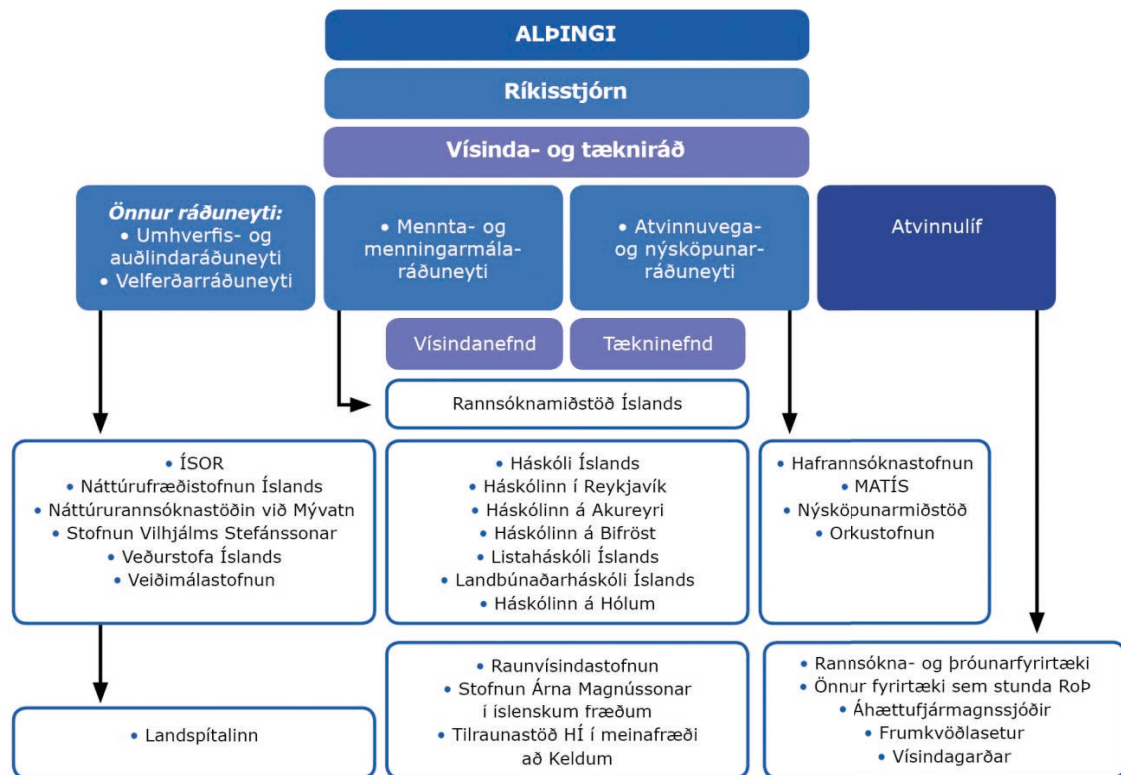 ALÞINGI
Ríkisstjórn
Vísinda- og tækniráð
Önnur ráðuneyti:
• Umhverfis- og
auðlindaráðuneyti
• Velferðarráðuneyti
• Mennta- og
menningarmála-
ráðuneyti
• Atvinnuvega-
og nýsköpunar-
ráðuneyti
Atvinnulíf
Vísindanefnd
Tækninefnd
Rannsóknamiðstöð Íslands
• ÍSOR
• Náttúrufræðistofnun Íslands
• Náttúrurannsóknastöðin við Mývatn
• Stofnun Vilhjálms Stefánssonar
• Veðurstofa Íslands
• Veiðimálastofnun
• Háskóli Íslands
• Háskólinn í Reykjavík
• Háskólinn á Akureyri
• Háskólinn á Bifröst
• Listaháskóli Íslands
• Landbúnaðarháskóli Íslands
• Háskólinn á Hólum
• Hafrannsóknastofnun
• MATÍS
• Nýsköpunarmiðstöð
• Orkustofnun
• Landspítalinn
• Raunvísindastofnun
• Stofnun Árna Magnússonar
í íslenskum fræðum
• Tilraunastöð HÍ í meinafræði
að Keldum
• Rannsókna- og þróunarfyrirtæki
• Önnur fyrirtæki sem stunda RoÞ
• Áhættufjármagnssjóðir
• Frumkvöðlasetur
• Vísindagarðar